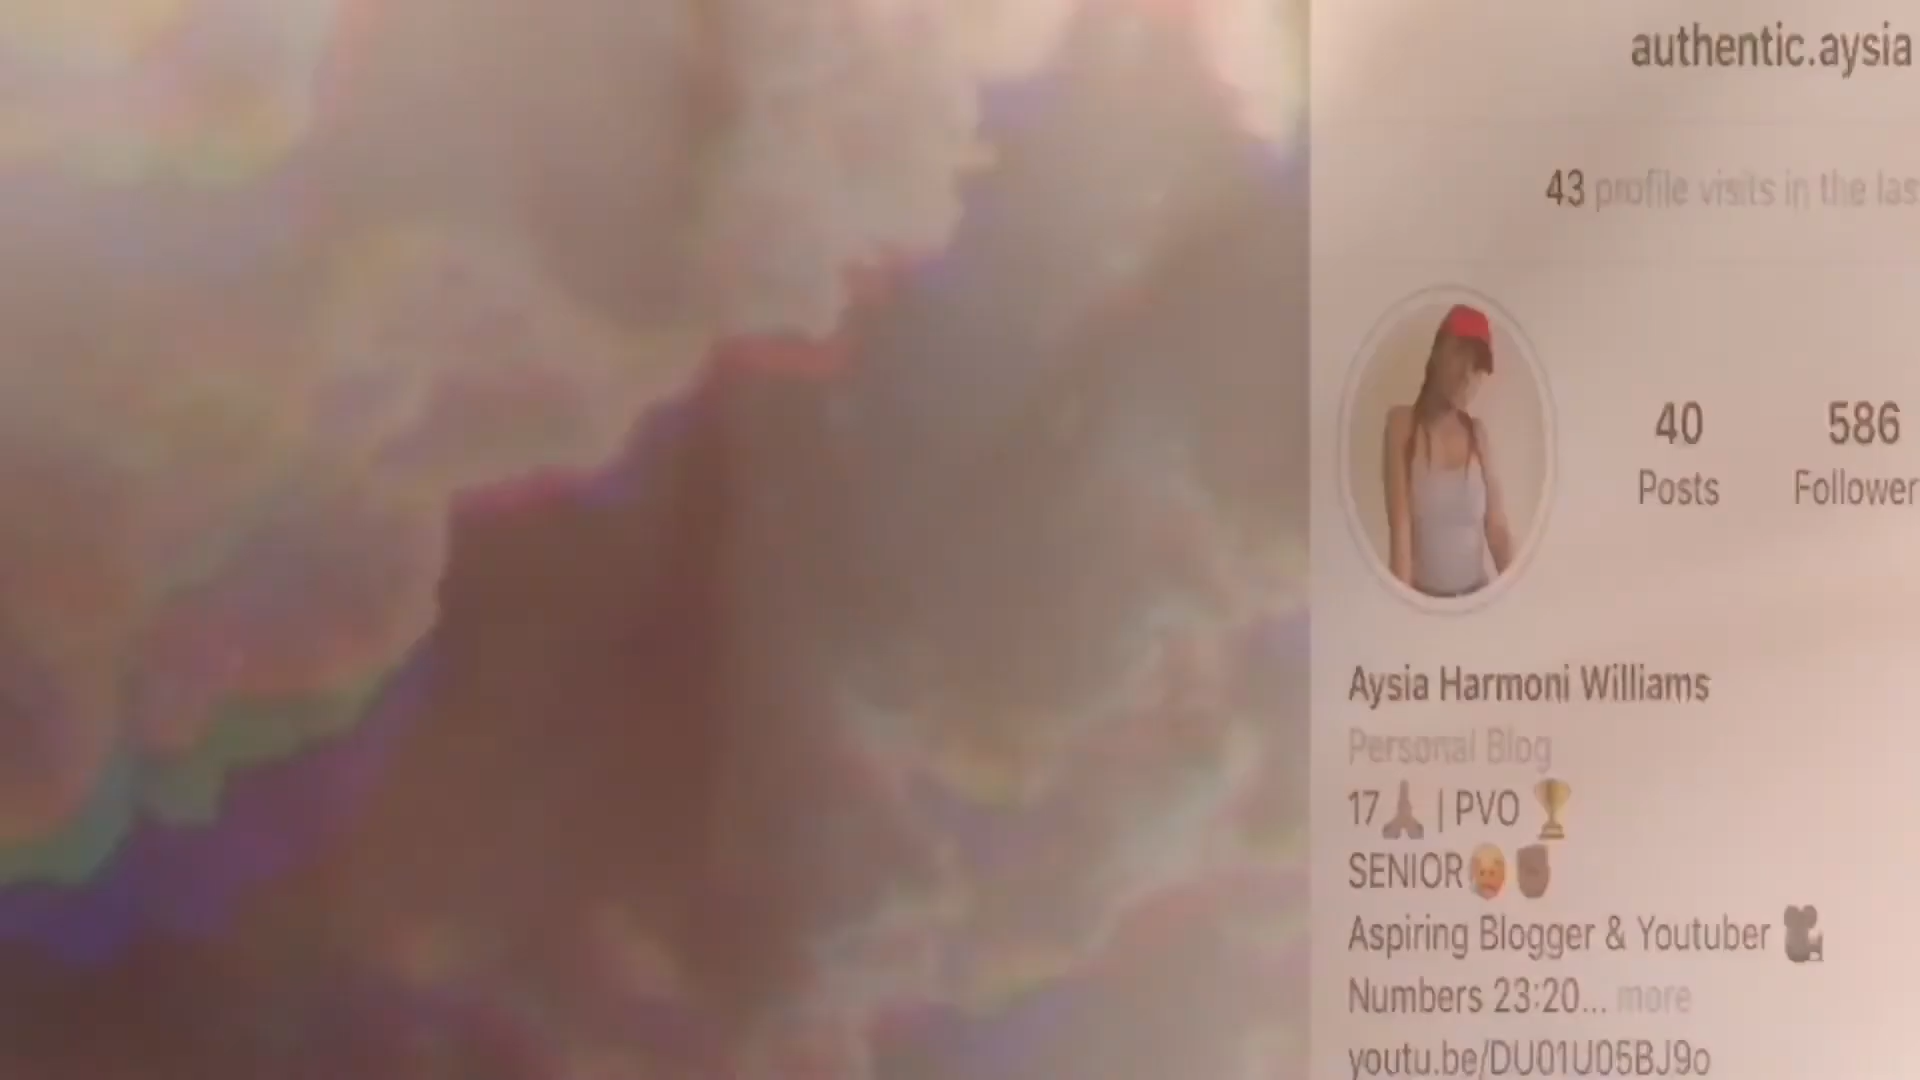 authentic.aysia
43 profile visits in the las
40
Posts
586
Follower
Aysia Harmoni Williams
Personal Blog
17🙏🏽 | PVO 🏆
SENIOR🥵✊🏽
Aspiring Blogger & Youtuber 🎥
Numbers 23:20... more
youtu.be/DU01U05BJ9o